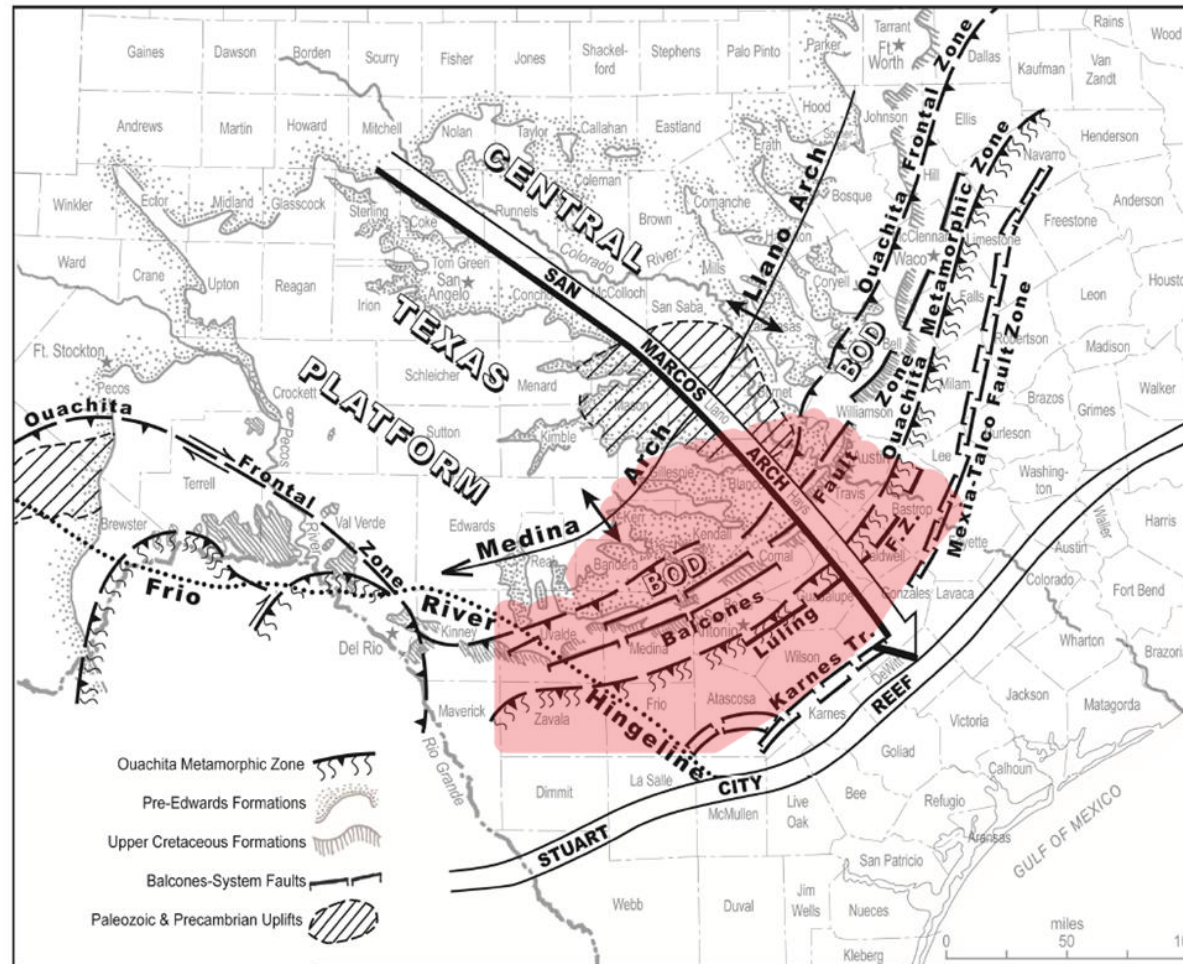 Gaines
Dawson
Borden
Scurry
Fisher
Jones
Shackel-
ford
Stephens
Palo Pinto
Parker
Tarrant
Ft.
Worth
Dallas
Kaufman
Rains
Van
Zandt
Wood
Andrews
Martin
Howard
Mitchell
Nolan
Taylor
Callahan
Eastland
Erath
Hood
Johnson
Ellis
Henderson
Navarro
Winkler
Ector
Midland
Glasscock
Sterling
Coke
Runnels
Coleman
Brown
Comanche
Bosque
Hill
Freestone
Anderson
Ward
Crane
Upton
Reagan
Irion
Tom Green
San
Angelo
Concho
McCulloch
Colorado
River
San Saba
Mills
Coryell
McClennan
Waco
Limestone
Falls
Leon
Houston
Ft. Stockton
Pecos
Crockett
Schleicher
Menard
Mason
Llano
Burnet
Bell
Milam
Robertson
Madison
Walker
Brazos
Grimes
Burleson
Williamson
Sutton
Kimble
Gillespie
Blanco
Hays
Travis
Austin
Lee
Washing-
ton
Waller
Harris
Terrell
Pecos
River
Val Verde
Edwards
Real
Kerr
Kendall
Bandera
Comal
Caldwell
Bastrop
Fayette
Austin
Colorado
Fort Bend
Brewster
Del Rio
Kinney
Uvalde
Medina
Antonio
Guadalupe
Gonzales
Lavaca
Wharton
Brazoria
Maverick
Zavala
Frio
Atascosa
Wilson
Karnes
DeWitt
Jackson
Matagorda
Victoria
Goliad
Calhoun
Rio Grande
Dimmit
La Salle
McMullen
Live
Oak
Bee
Refugio
Aransas
San Patricio
Webb
Duval
Jim
Wells
Nueces
Kleberg
GULF OF MEXICO
CENTRAL
TEXAS
PLATFORM
SAN
MARCOS
ARCH
Llano Arch
Medina
Arch
Ouachita Frontal Zone
Ouachita Metamorphic Zone
Mexia-Talco Fault Zone
BOD
BOD
Balcones
Fault
Zone
Luling
F.Z.
Karnes Tr.
Ouachita
Frontal
Zone
Frio
River
Hingeline
STUART
CITY
REEF
Ouachita Metamorphic Zone
Pre-Edwards Formations
Upper Cretaceous Formations
Balcones-System Faults
Paleozoic & Precambrian Uplifts
miles
0
50